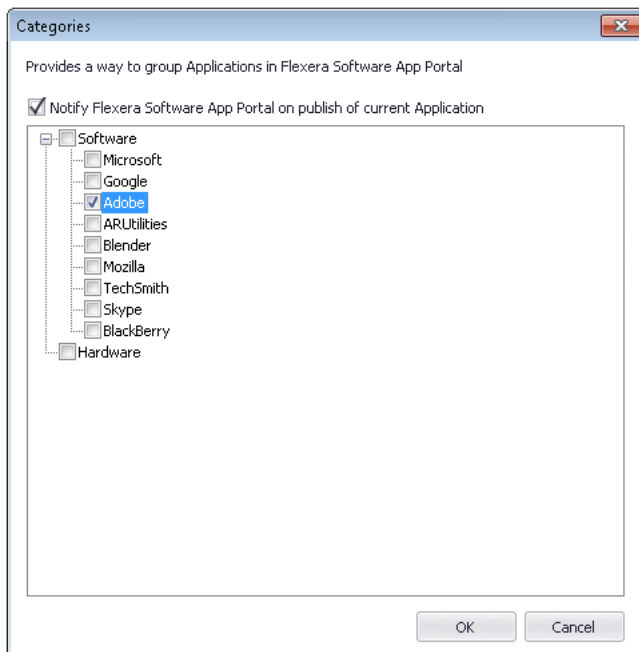 Categories
Provides a way to group Applications in Flexera Software App Portal
Notify Flexera Software App Portal on publish of current Application
Software
Microsoft
Google
Adobe
ARUtilities
Blender
Mozilla
TechSmith
Skype
BlackBerry
Hardware
OK Cancel